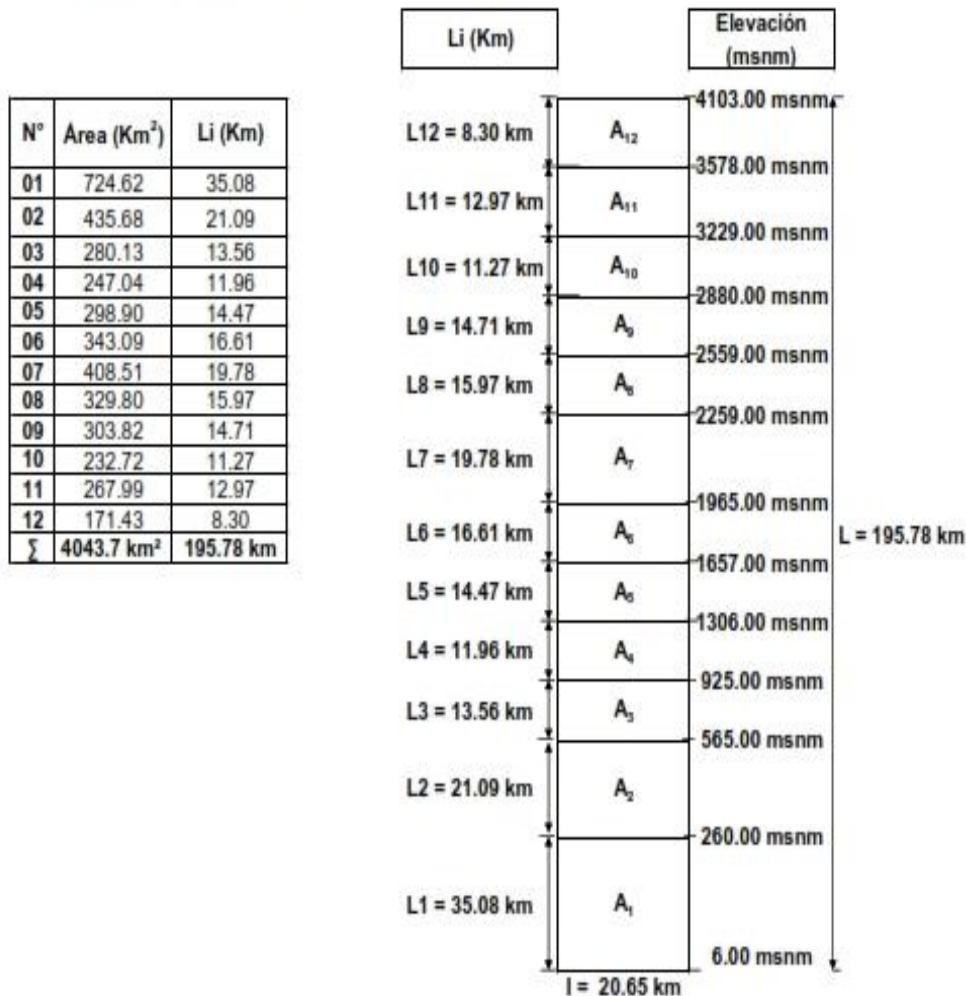 Li (Km)
Elevación
(msnm)
N° Área (Km²) Li (Km)
01 724.62 35.08
02 435.68 21.09
03 280.13 13.56
04 247.04 11.96
05 298.90 14.47
06 343.09 16.61
07 408.51 19.78
08 329.80 15.97
09 303.82 14.71
10 232.72 11.27
11 267.99 12.97
12 171.43 8.30
∑ 4043.7 km² 195.78 km
4103.00 msnm
L12 = 8.30 km A₁₂
3578.00 msnm
L11 = 12.97 km A₁₁
3229.00 msnm
L10 = 11.27 km A₁₀
2880.00 msnm
L9 = 14.71 km A₉
2559.00 msnm
L8 = 15.97 km A₈
2259.00 msnm
L7 = 19.78 km A₇
1965.00 msnm
L6 = 16.61 km A₆ L = 195.78 km
1657.00 msnm
L5 = 14.47 km A₅
1306.00 msnm
L4 = 11.96 km A₄
925.00 msnm
L3 = 13.56 km A₃
565.00 msnm
L2 = 21.09 km A₂
260.00 msnm
L1 = 35.08 km A₁
6.00 msnm
l = 20.65 km